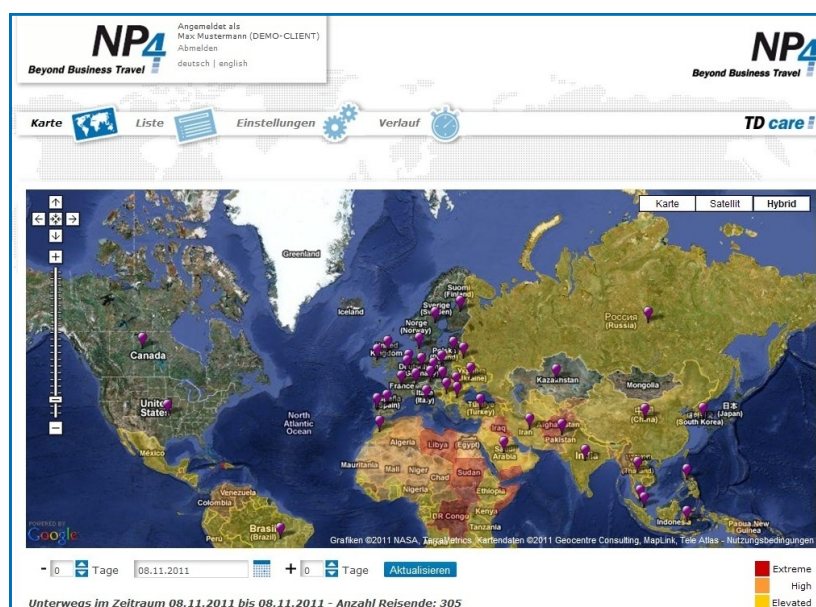 NP4
Beyond Business Travel
Angemeldet als
Max Mustermann (DEMO-CLIENT)
Abmelden
deutsch | english
NP4
Beyond Business Travel
Karte
Liste
Einstellungen
Verlauf
TD care
Karte
Satellit
Hybrid
Greenland
Iceland
Suomi
(Finland)
Sverige
Norge
(Norway)
Россия
(Russia)
Canada
United
Kingdom
France
(Italy)
Spain)
Kazakhstan
Mongolia
United
States
North
Atlantic
Ocean
(Turkey)
(China)
日本
(Japan)
(South Korea)
Iraq
Iran
Pakistan
Algeria
Libya
(Egypt)
Saudi
Arabia
India
México
Mauritania
Mali
Niger
Chad
Sudan
(Thailand)
Nigeria
Ethiopia
Venezuela
Colombia
DR Congo
Kenya
Tanzania
Indonesia
Papua New
Guinea
Perú
Brasil
(Brazil)
POWERED BY
Google
Grafiken ©2011 NASA, TerraMetrics, Kartendaten ©2011 Geocentre Consulting, MapLink, Tele Atlas - Nutzungsbedingungen
- 0 Tage 08.11.2011 + 0 Tage Aktualisieren
Extreme
High
Elevated
Unterwegs im Zeitraum 08.11.2011 bis 08.11.2011 - Anzahl Reisende: 305